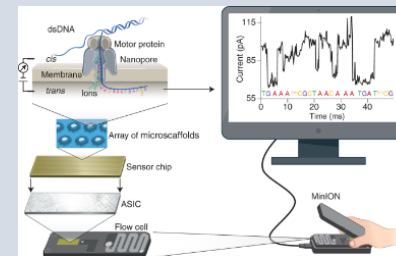 dsDNA
Motor protein
cis
Nanopore
Membrane
trans
Ions
Array of microscaffolds
Sensor chip
ASIC
Flow cell
115
Current (pA)
85
55
0 10 20 30 40
Time (ms)
MinION